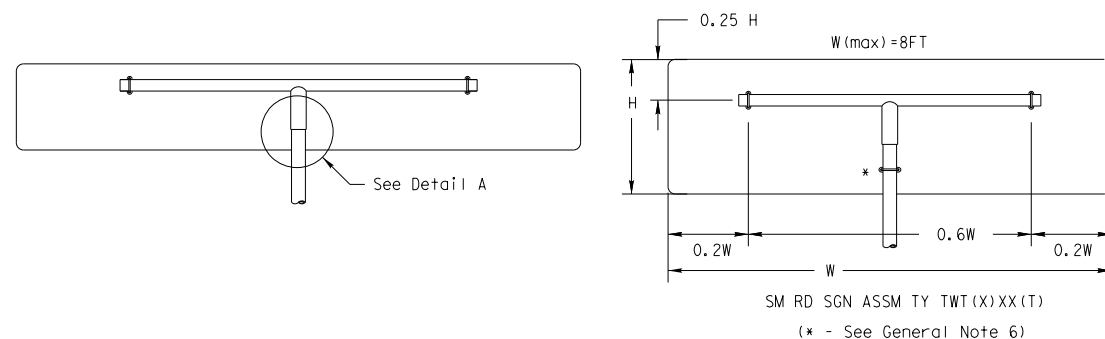 0.25 H
W(max)=8FT
H
*
See Detail A
0.2W
0.6W
0.2W
W
SM RD SGN ASSM TY TWT(X)XX(T)
(* - See General Note 6)